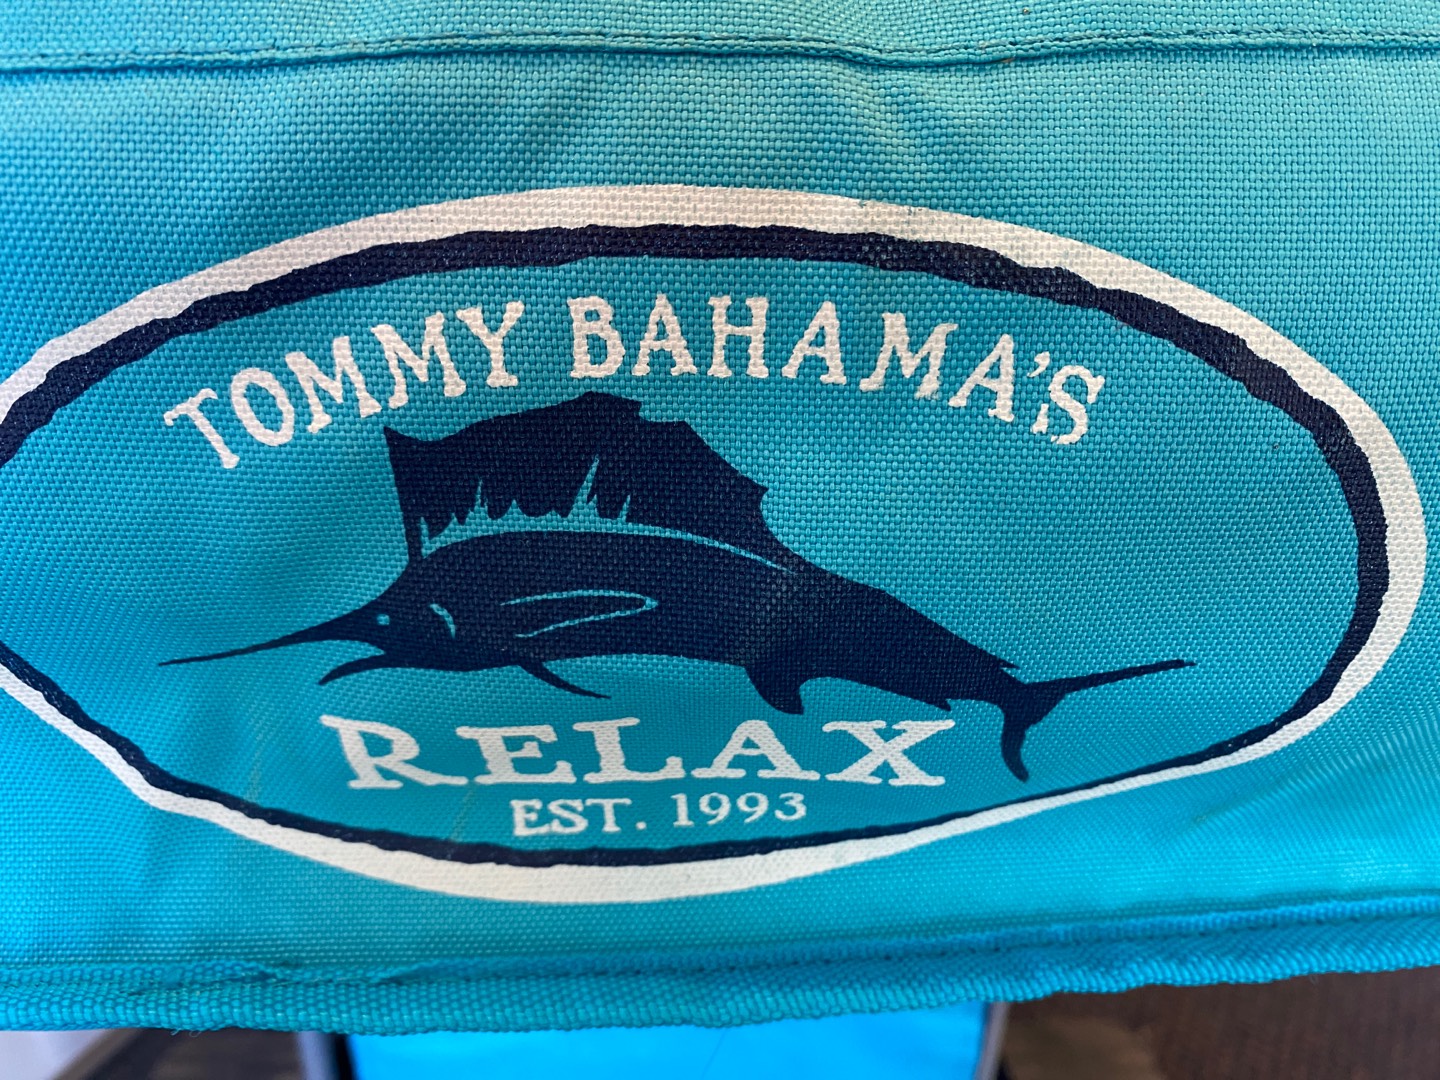 TOMMY BAHAMA'S
RELAX
EST. 1993